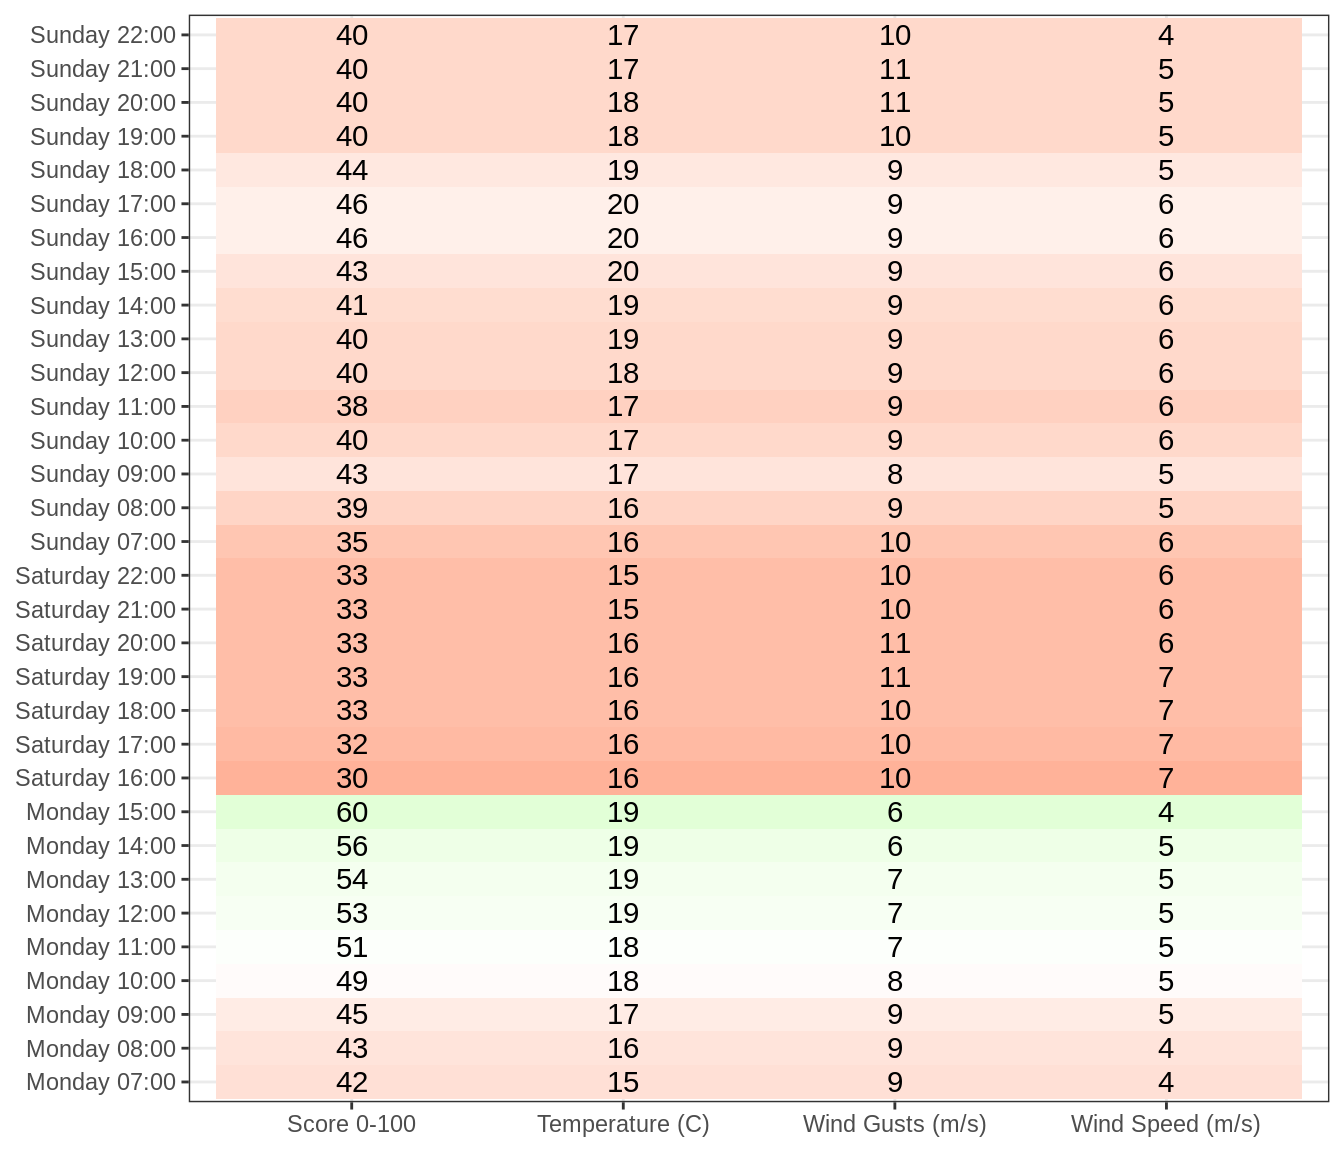 Sunday 22:00 40 17 10 4
Sunday 21:00 40 17 11 5
Sunday 20:00 40 18 11 5
Sunday 19:00 40 18 10 5
Sunday 18:00 44 19 9 5
Sunday 17:00 46 20 9 6
Sunday 16:00 46 20 9 6
Sunday 15:00 43 20 9 6
Sunday 14:00 41 19 9 6
Sunday 13:00 40 19 9 6
Sunday 12:00 40 18 9 6
Sunday 11:00 38 17 9 6
Sunday 10:00 40 17 9 6
Sunday 09:00 43 17 8 5
Sunday 08:00 39 16 9 5
Sunday 07:00 35 16 10 6
Saturday 22:00 33 15 10 6
Saturday 21:00 33 15 10 6
Saturday 20:00 33 16 11 6
Saturday 19:00 33 16 11 7
Saturday 18:00 33 16 10 7
Saturday 17:00 32 16 10 7
Saturday 16:00 30 16 10 7
Monday 15:00 60 19 6 4
Monday 14:00 56 19 6 5
Monday 13:00 54 19 7 5
Monday 12:00 53 19 7 5
Monday 11:00 51 18 7 5
Monday 10:00 49 18 8 5
Monday 09:00 45 17 9 5
Monday 08:00 43 16 9 4
Monday 07:00 42 15 9 4
Score 0-100 Temperature (C) Wind Gusts (m/s) Wind Speed (m/s)